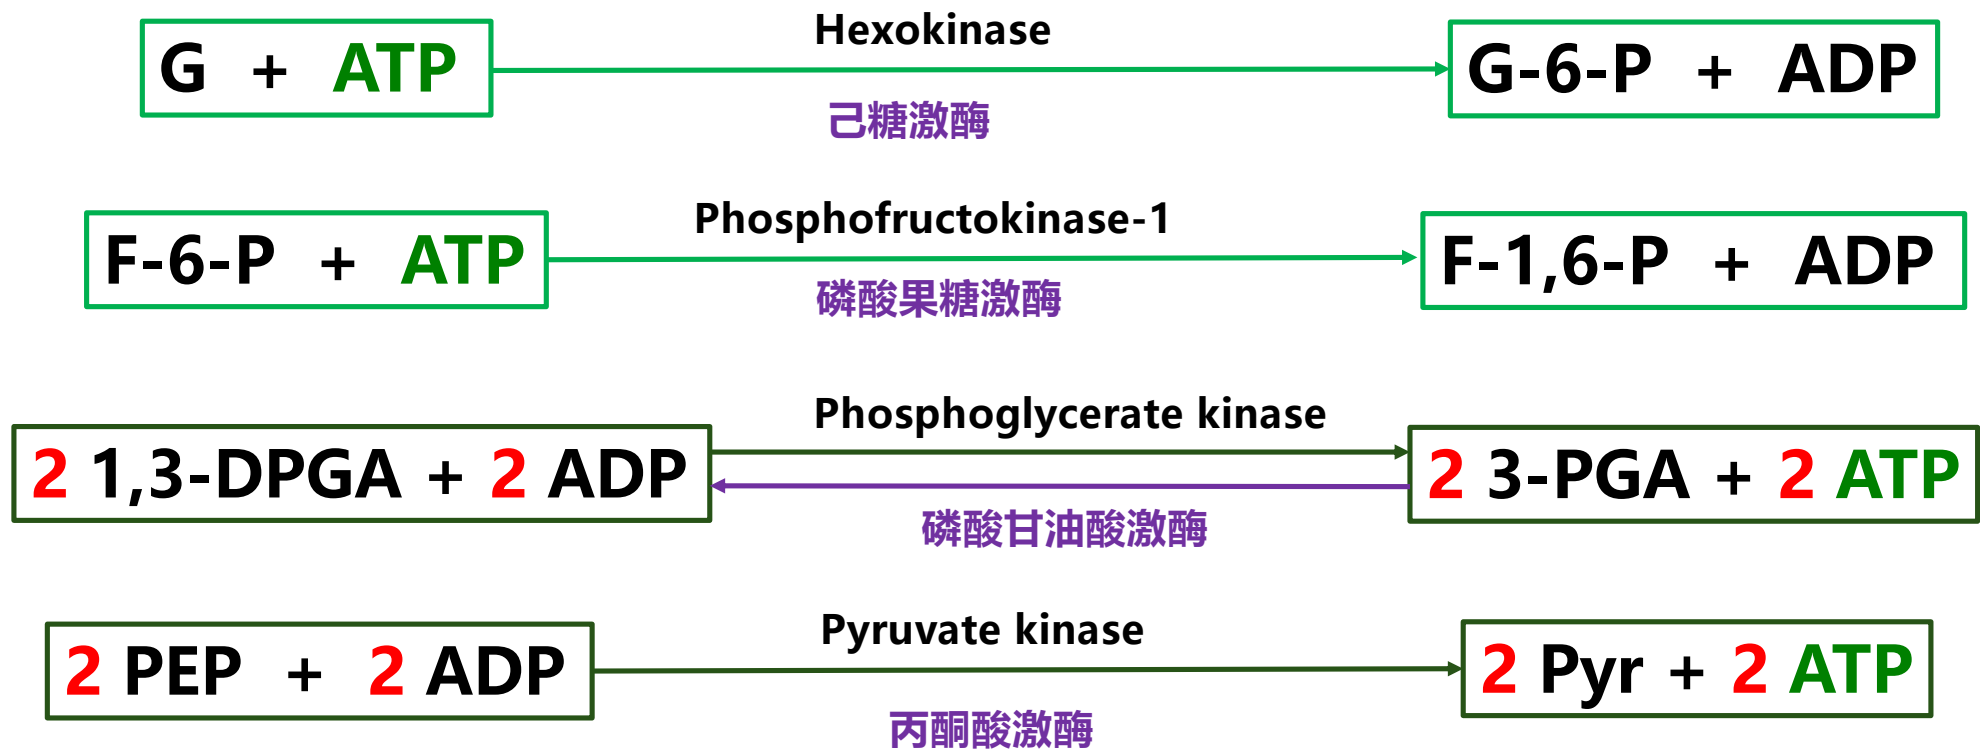 Hexokinase
G + ATP
G-6-P + ADP
己糖激酶
Phosphofructokinase-1
F-6-P + ATP
F-1,6-P + ADP
磷酸果糖激酶
Phosphoglycerate kinase
2 1,3-DPGA + 2 ADP
2 3-PGA + 2 ATP
磷酸甘油酸激酶
Pyruvate kinase
2 PEP + 2 ADP
2 Pyr + 2 ATP
丙酮酸激酶